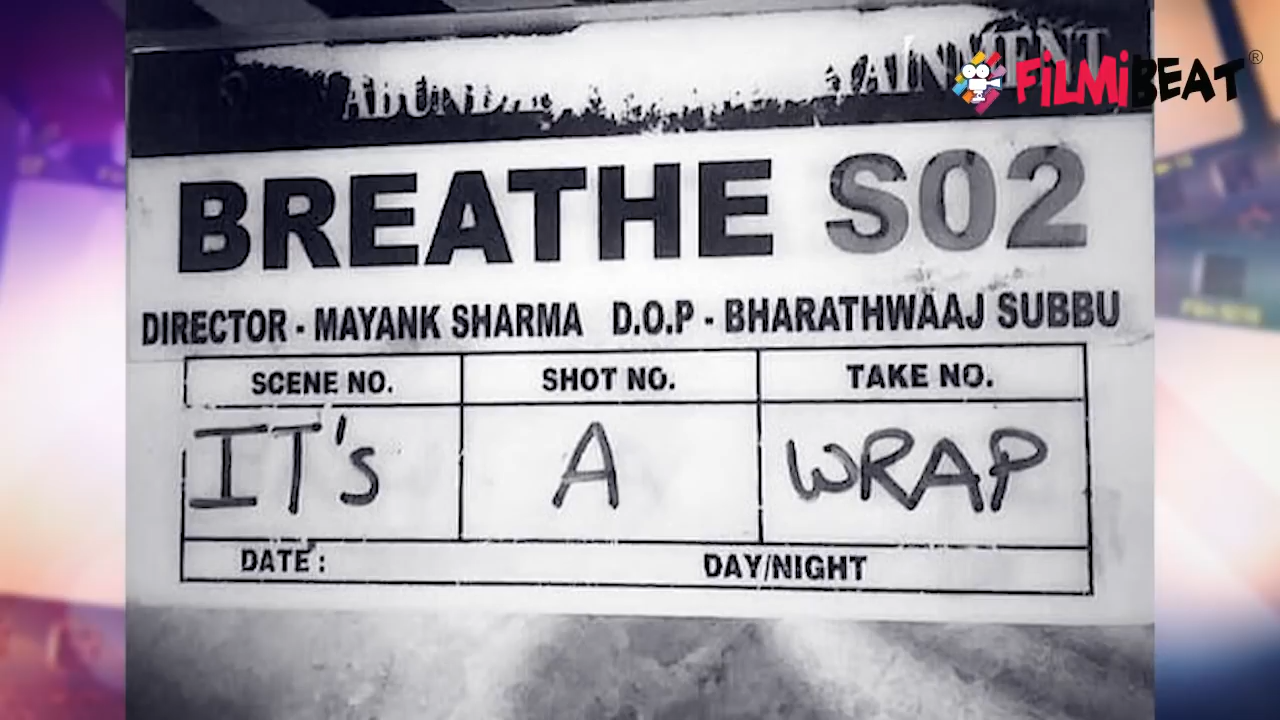 FiLMiBEAT®
BREATHE S02
DIRECTOR - MAYANK SHARMA D.O.P - BHARATHWAAJ SUBBU
SCENE NO. SHOT NO. TAKE NO.
IT's A WRAP
DATE : DAY/NIGHT